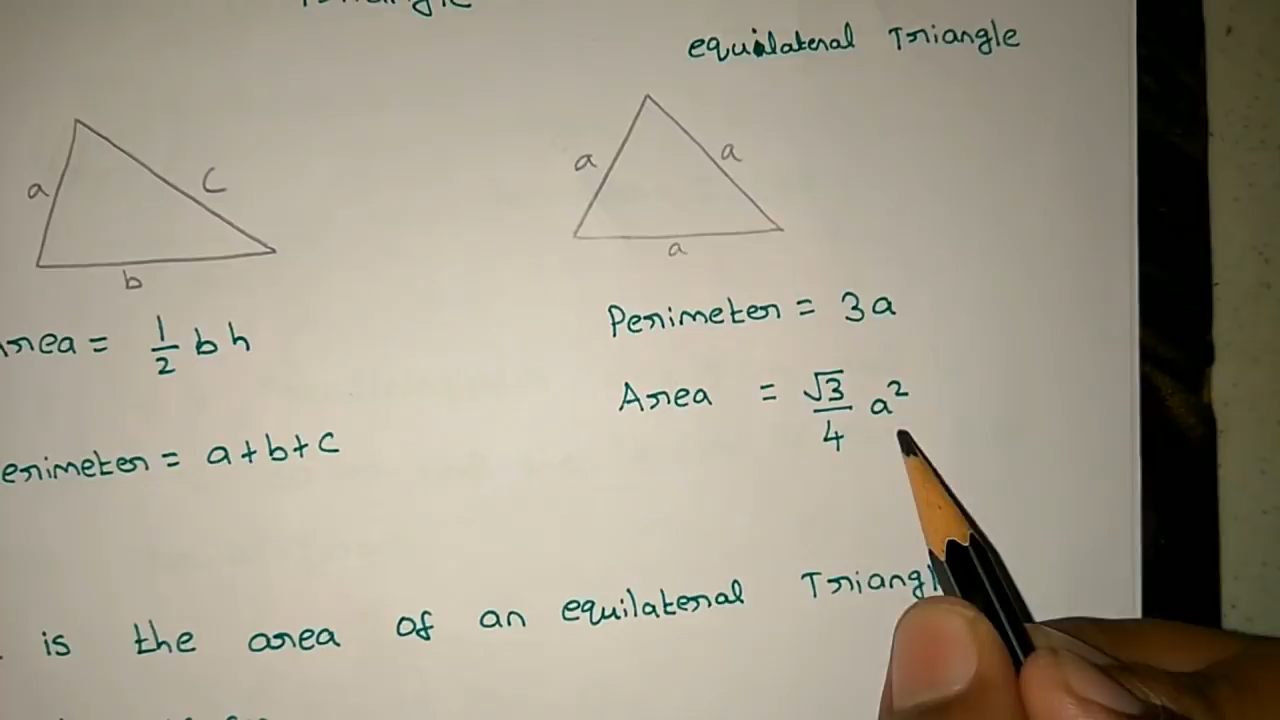 Triangle
equilateral Triangle
a
c
b
a
a
a
Area = 1/2 bh
Perimeter = 3a
Area = √3/4 a²
Perimeter = a+b+c
is the area of an equilateral Triangl